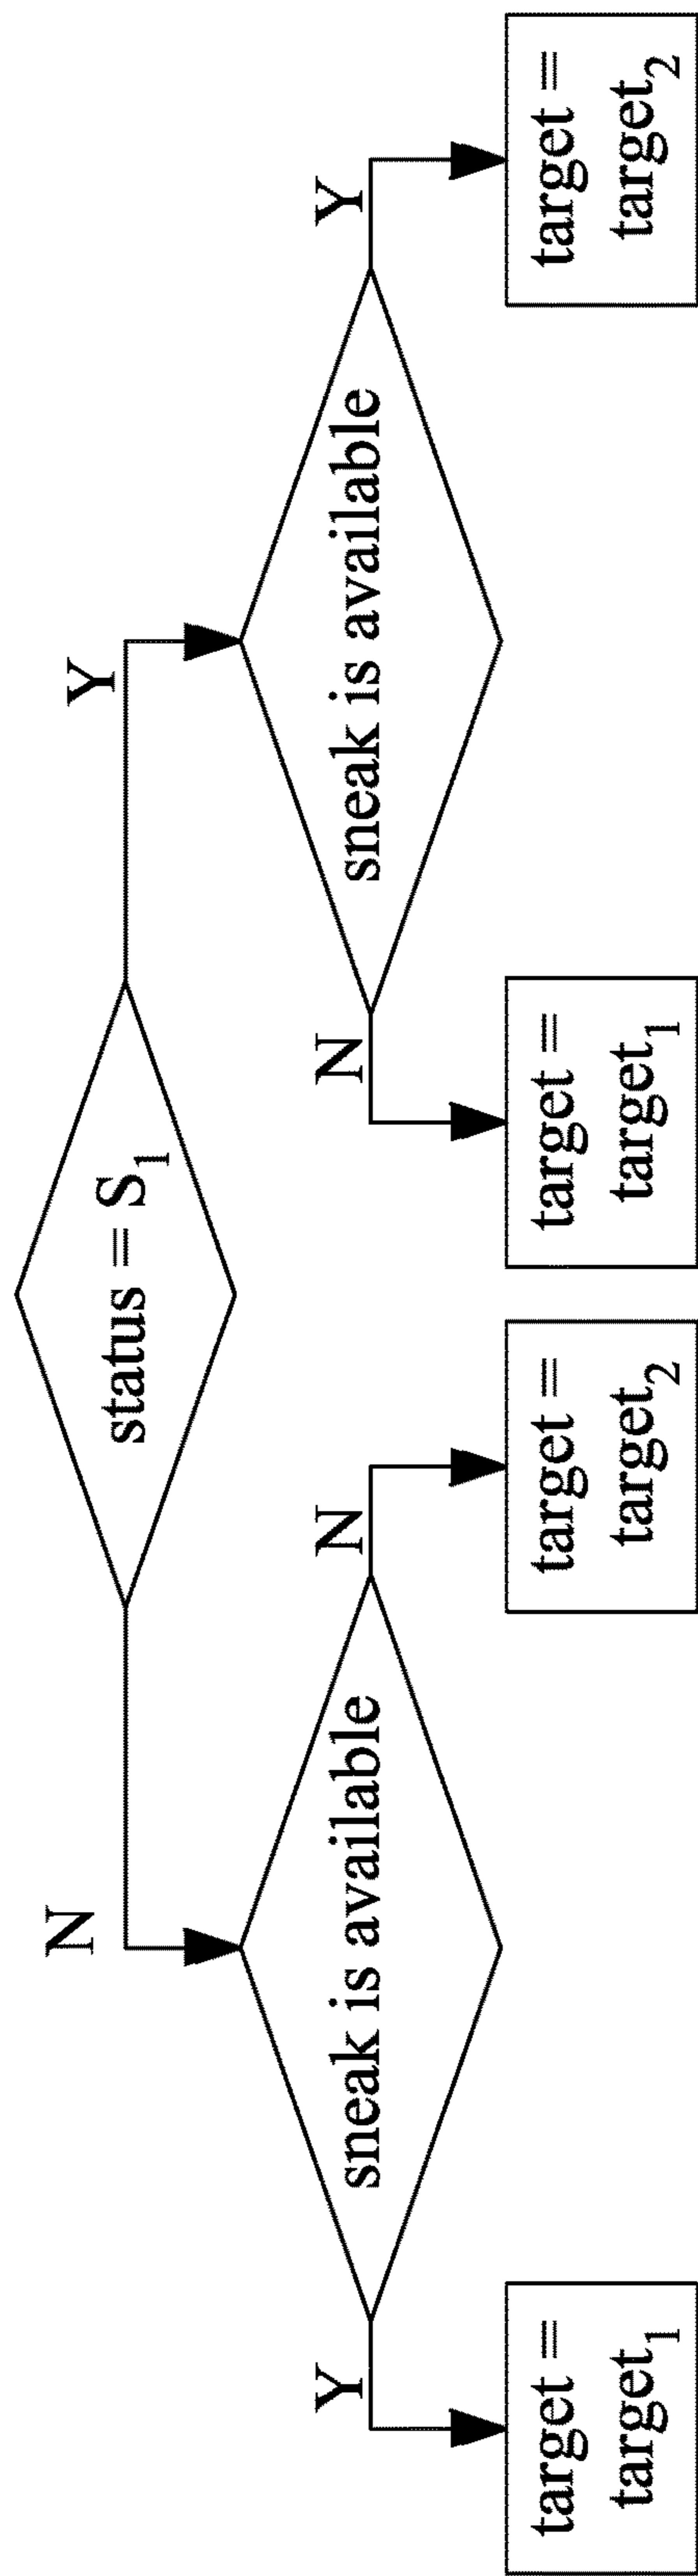 status = S₁
N
Y
sneak is available
sneak is available
Y
N
N
Y
target =
target₁
target =
target₂
target =
target₁
target =
target₂